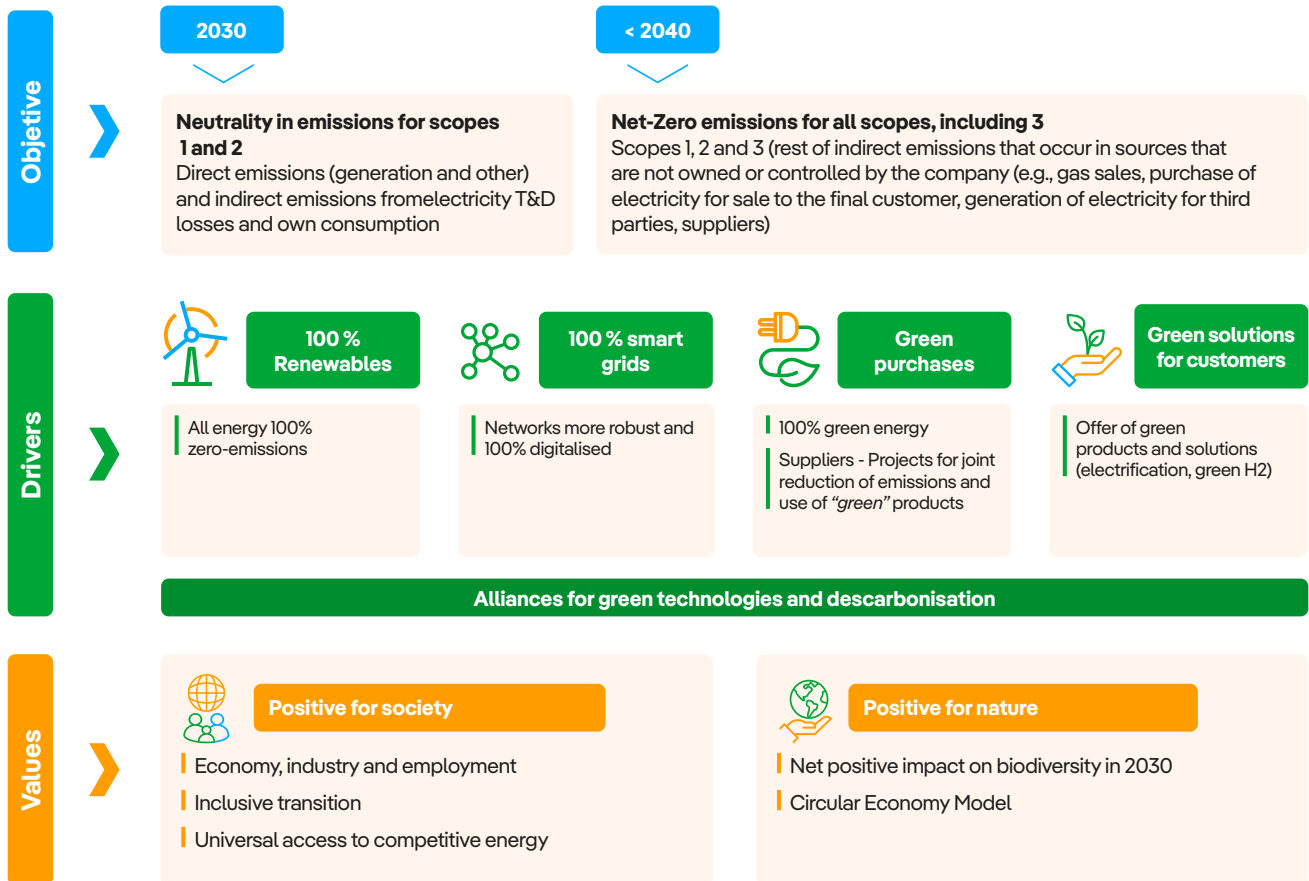 Objetive
2030
Neutrality in emissions for scopes
1 and 2
Direct emissions (generation and other)
and indirect emissions fromelectricity T&D
losses and own consumption
< 2040
Net-Zero emissions for all scopes, including 3
Scopes 1, 2 and 3 (rest of indirect emissions that occur in sources that
are not owned or controlled by the company (e.g., gas sales, purchase of
electricity for sale to the final customer, generation of electricity for third
parties, suppliers)
Drivers
100 %
Renewables
All energy 100%
zero-emissions
100 % smart
grids
Networks more robust and
100% digitalised
Green
purchases
100% green energy
Suppliers - Projects for joint
reduction of emissions and
use of “green” products
Green solutions
for customers
Offer of green
products and solutions
(electrification, green H2)
Alliances for green technologies and descarbonisation
Values
Positive for society
Economy, industry and employment
Inclusive transition
Universal access to competitive energy
Positive for nature
Net positive impact on biodiversity in 2030
Circular Economy Model